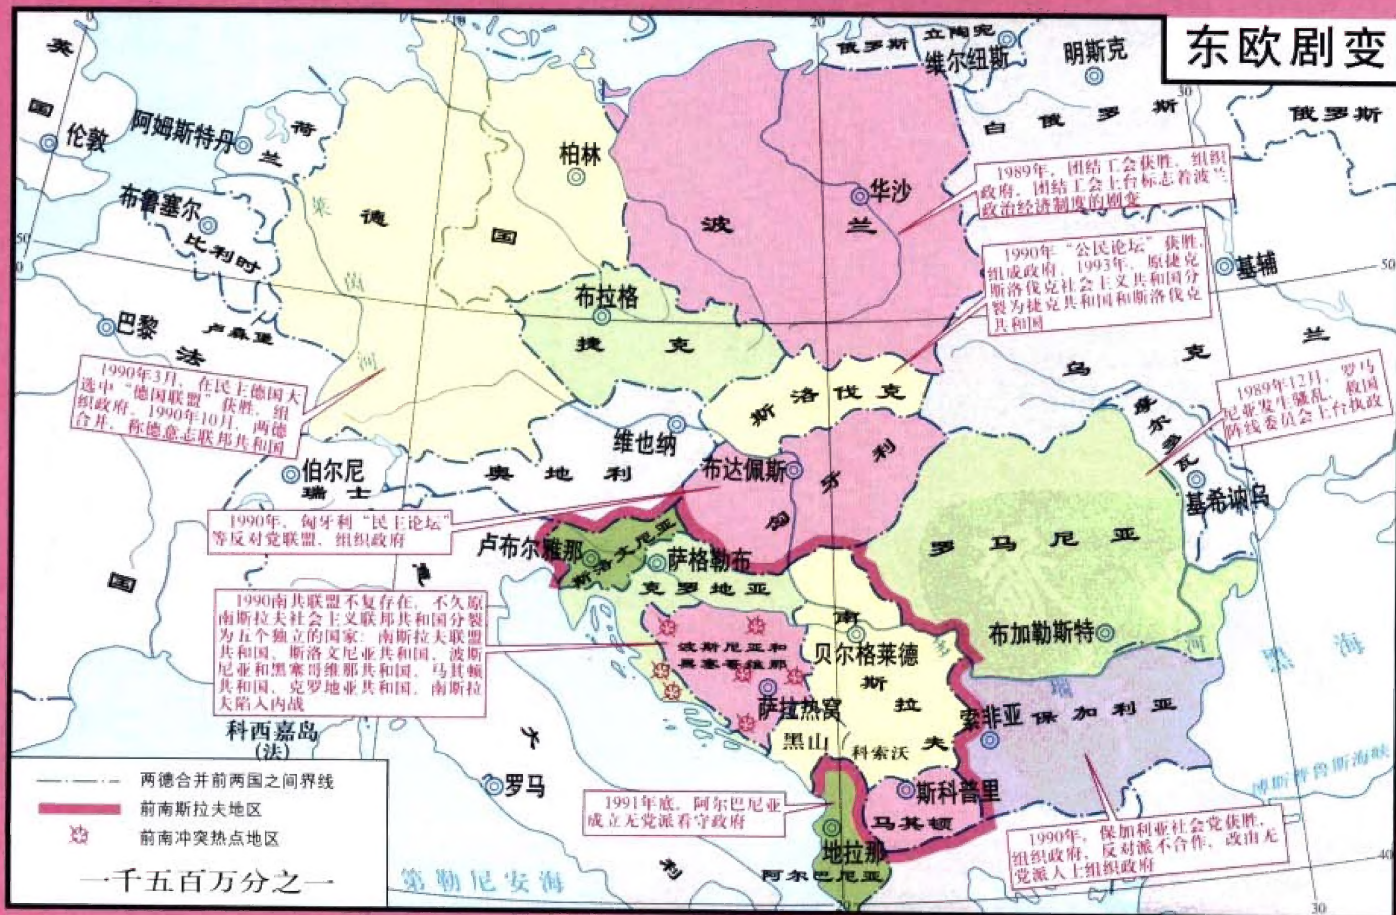 东欧剧变
0
10
20
30
英
国
伦敦
阿姆斯特丹
荷
兰
布鲁塞尔
比利时
卢森堡
巴黎
法
国
50
0
柏林
德
国
莱
茵
河
波
兰
华沙
俄罗斯
立陶宛
维尔纽斯
明斯克
白俄罗斯
俄罗斯
基辅
50
乌
克
兰
1989年，团结工会获胜，组织
政府，团结工会上台标志着波兰
政治经济制度的剧变
1990年“公民论坛”获胜，
组成政府，1993年，原捷克
斯洛伐克社会主义共和国分
裂为捷克共和国和斯洛伐克
共和国
1989年12月，罗马
尼亚发生骚乱，救国
阵线委员会上台执政
1990年3月，在民主德国大
选中“德国联盟”获胜，组
织政府，1990年10月，两德
合并，称德意志联邦共和国
布拉格
捷克
斯洛伐克
维也纳
奥地利
伯尔尼
瑞士
布达佩斯
匈
牙
利
摩尔多瓦
基希讷乌
1990年，匈牙利“民主论坛”
等反对党联盟，组织政府
卢布尔雅那
斯洛文尼亚
萨格勒布
克罗地亚
罗马尼亚
布加勒斯特
1990南共联盟不复存在，不久原
南斯拉夫社会主义联邦共和国分裂
为五个独立的国家：南斯拉夫联盟
共和国、斯洛文尼亚共和国、波斯
尼亚和黑塞哥维那共和国、马其顿
共和国、克罗地亚共和国，南斯拉
夫陷入内战
意
大
利
波斯尼亚和
黑塞哥维那
萨拉热窝
南
斯
拉
夫
贝尔格莱德
黑山
科索沃
多
瑙
河
黑海
索非亚
保加利亚
博斯普鲁斯海峡
科西嘉岛
(法)
罗马
第勒尼安海
斯科普里
马其顿
地拉那
阿尔巴尼亚
1991年底，阿尔巴尼亚
成立无党派看守政府
1990年，保加利亚社会党获胜，
组织政府，反对派不合作，改由无
党派人士组织政府
两德合并前两国之间界线
前南斯拉夫地区
前南冲突热点地区
一千五百万分之一
20
30
40